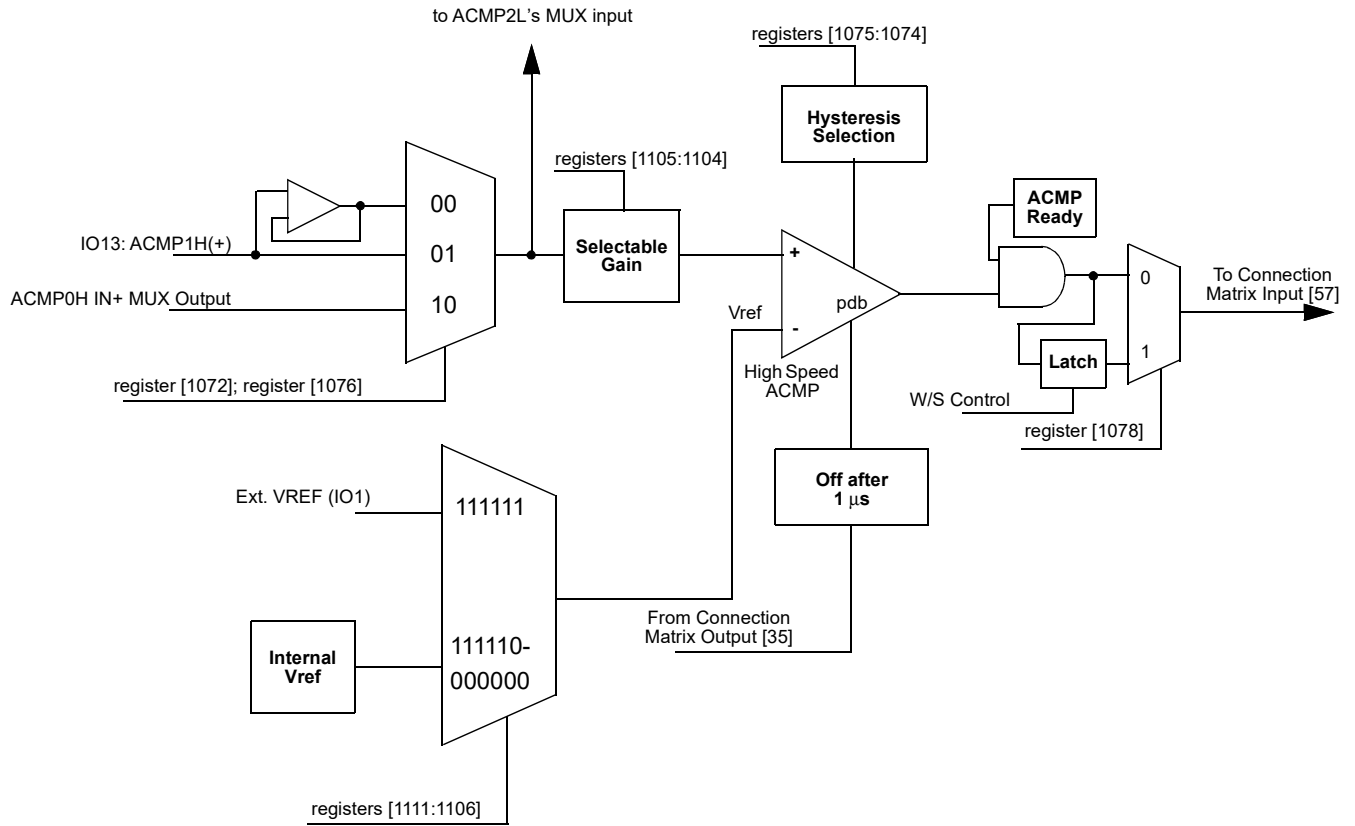 to ACMP2L's MUX input
registers [1075:1074]
Hysteresis
Selection
registers [1105:1104]
ACMP
Ready
00
IO13: ACMP1H(+)
01
Selectable
Gain
+
ACMP0H IN+ MUX Output
10
Vref
pdb
-
High Speed
ACMP
0
To Connection
Matrix Input [57]
1
Latch
W/S Control
register [1078]
register [1072]; register [1076]
Off after
1 μs
Ext. VREF (IO1)
111111
From Connection
Matrix Output [35]
Internal
Vref
111110-
000000
registers [1111:1106]